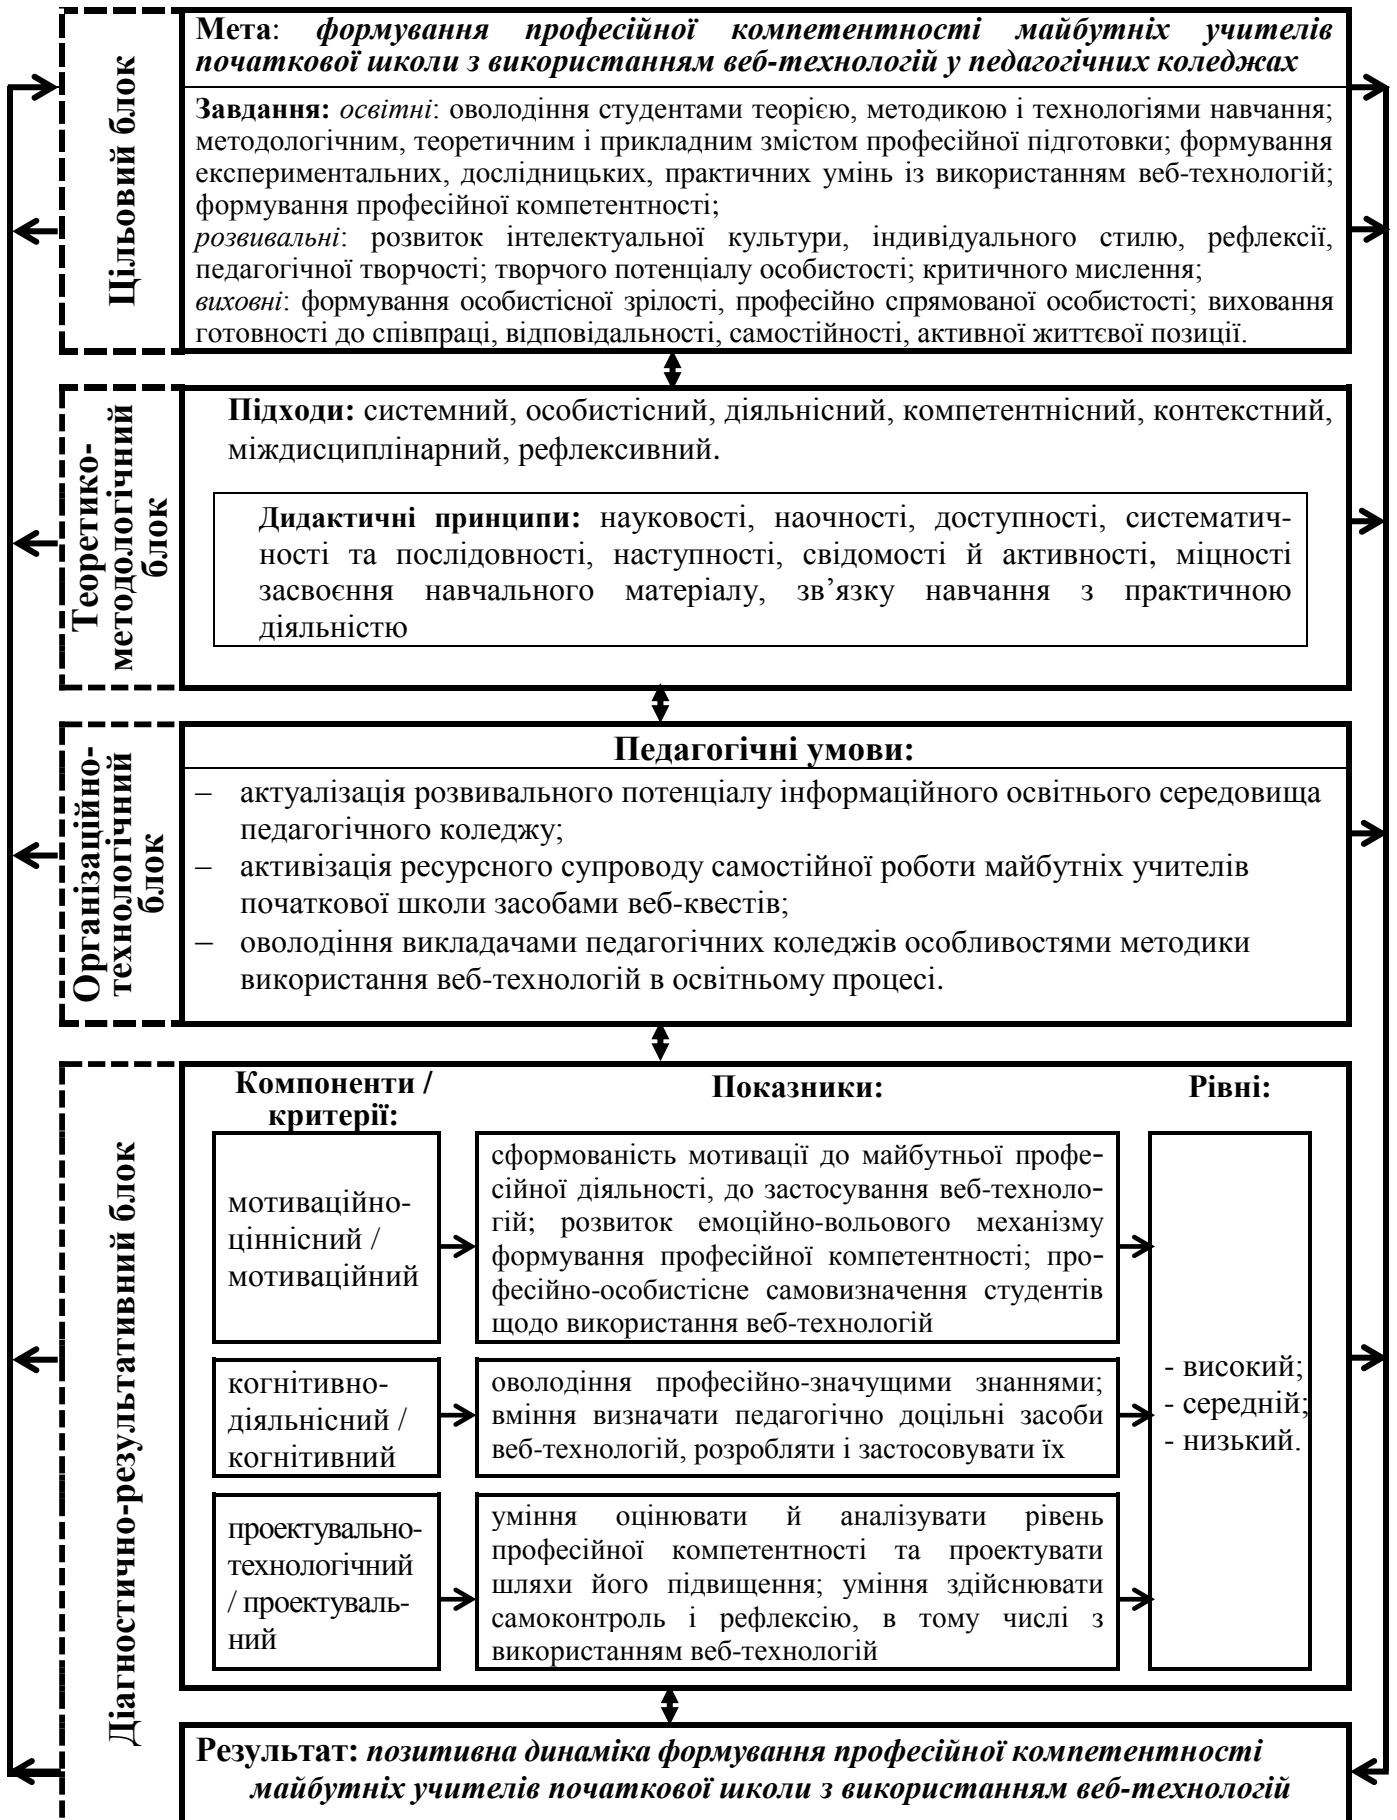 Цільовий блок
Мета: формування професійної компетентності майбутніх учителів
початкової школи з використанням веб-технологій у педагогічних коледжах
Завдання: освітні: оволодіння студентами теорією, методикою і технологіями навчання;
методологічним, теоретичним і прикладним змістом професійної підготовки; формування
експериментальних, дослідницьких, практичних умінь із використанням веб-технологій;
формування професійної компетентності;
розвивальні: розвиток інтелектуальної культури, індивідуального стилю, рефлексії,
педагогічної творчості; творчого потенціалу особистості; критичного мислення;
виховні: формування особистісної зрілості, професійно спрямованої особистості; виховання
готовності до співпраці, відповідальності, самостійності, активної життєвої позиції.
Теоретико-
методологічний
блок
Підходи: системний, особистісний, діяльнісний, компетентнісний, контекстний,
міждисциплінарний, рефлексивний.
Дидактичні принципи: науковості, наочності, доступності, систематич-
ності та послідовності, наступності, свідомості й активності, міцності
засвоєння навчального матеріалу, зв’язку навчання з практичною
діяльністю
Організаційно-
технологічний
блок
Педагогічні умови:
– актуалізація розвивального потенціалу інформаційного освітнього середовища
педагогічного коледжу;
– активізація ресурсного супроводу самостійної роботи майбутніх учителів
початкової школи засобами веб-квестів;
– оволодіння викладачами педагогічних коледжів особливостями методики
використання веб-технологій в освітньому процесі.
Діагностично-результативний блок
Компоненти /
критерії:
Показники:
Рівні:
мотиваційно-
ціннісний /
мотиваційний
сформованість мотивації до майбутньої профе-
сійної діяльності, до застосування веб-техноло-
гій; розвиток емоційно-вольового механізму
формування професійної компетентності; про-
фесійно-особистісне самовизначення студентів
щодо використання веб-технологій
когнітивно-
діяльнісний /
когнітивний
оволодіння професійно-значущими знаннями;
вміння визначати педагогічно доцільні засоби
веб-технологій, розробляти і застосовувати їх
проектувально-
технологічний
/ проектуваль-
ний
уміння оцінювати й аналізувати рівень
професійної компетентності та проектувати
шляхи його підвищення; уміння здійснювати
самоконтроль і рефлексію, в тому числі з
використанням веб-технологій
- високий;
- середній;
- низький.
Результат: позитивна динаміка формування професійної компетентності
майбутніх учителів початкової школи з використанням веб-технологій